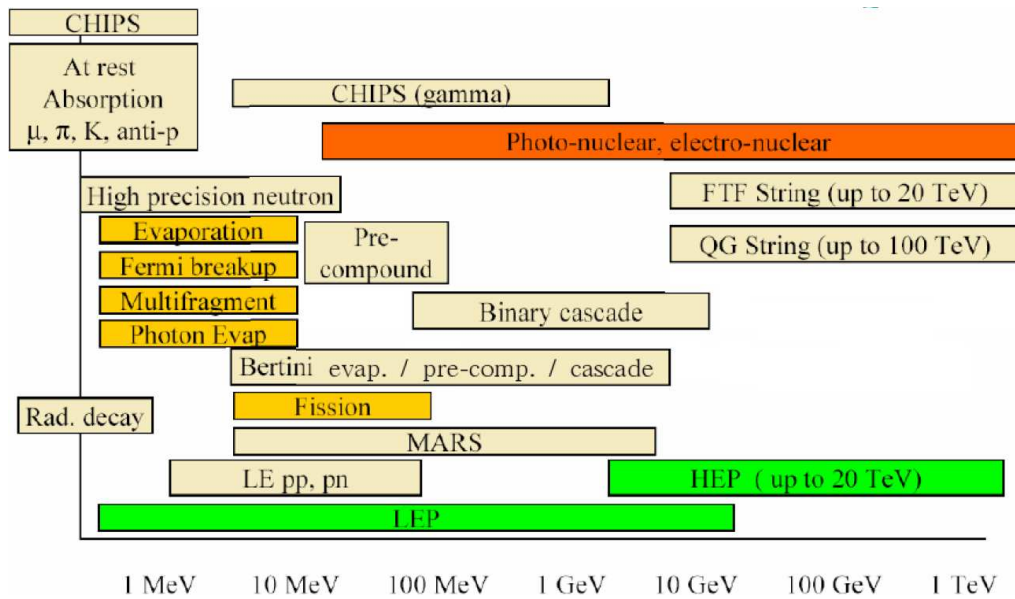 CHIPS
At rest
Absorption
μ, π, K, anti-p
CHIPS (gamma)
Photo-nuclear, electro-nuclear
High precision neutron
FTF String (up to 20 TeV)
Evaporation
Pre-
compound
QG String (up to 100 TeV)
Fermi breakup
Multifragment
Binary cascade
Photon Evap
Bertini evap. / pre-comp. / cascade
Rad. decay
Fission
MARS
LE pp, pn
HEP ( up to 20 TeV)
LEP
1 MeV 10 MeV 100 MeV 1 GeV 10 GeV 100 GeV 1 TeV